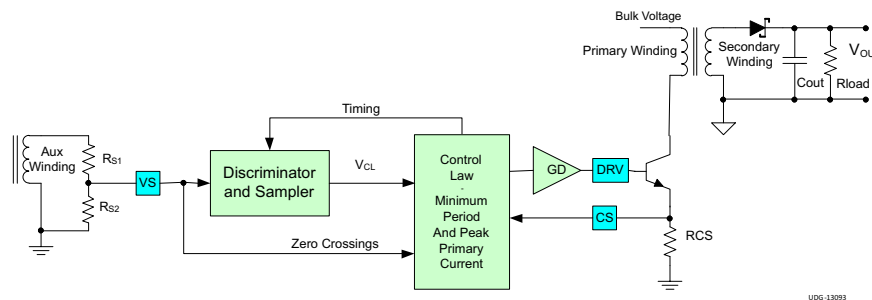 Bulk Voltage
Primary Winding
Secondary
Winding
Cout
Rload
VOU
Timing
Aux
Winding
RS1
RS2
VS
Discriminator
and Sampler
VCL
Control
Law
-
Minimum
Period
And Peak
Primary
Current
GD
DRV
CS
RCS
Zero Crossings
UDG-13093